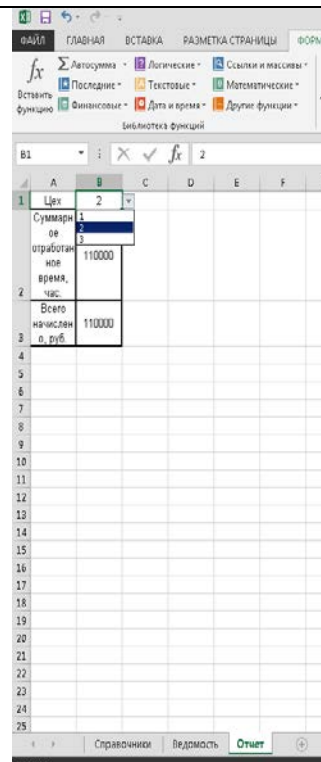 ФАЙЛ ГЛАВНАЯ ВСТАВКА РАЗМЕТКА СТРАНИЦЫ ФОРМ
fx Σ Автосумма Логические Ссылки и массивы
Вставить функцию Последние Текстовые Математические
Финансовые Дата и время Другие функции
Библиотека функций
B1 fx 2
A B C D E F
1 Цех 2
1
2
3
Суммарн
ое
отработан
ное
время,
2 час. 110000
Всего
начислен
3 о, руб. 110000
4
5
6
7
8
9
10
11
12
13
14
15
16
17
18
19
20
21
22
23
24
25
Справочники Ведомость Отчет